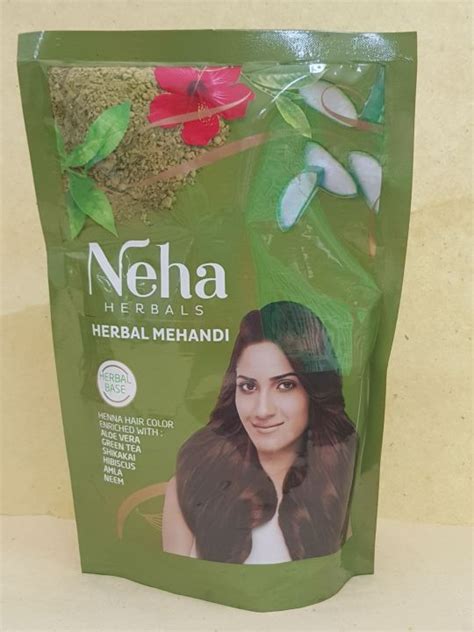 Neha
HERBALS
HERBAL MEHANDI
HERBAL
BASE
HENNA HAIR COLOR
ENRICHED WITH :
ALOE VERA
GREEN TEA
SHIKAKAI
HIBISCUS
AMLA
NEEM